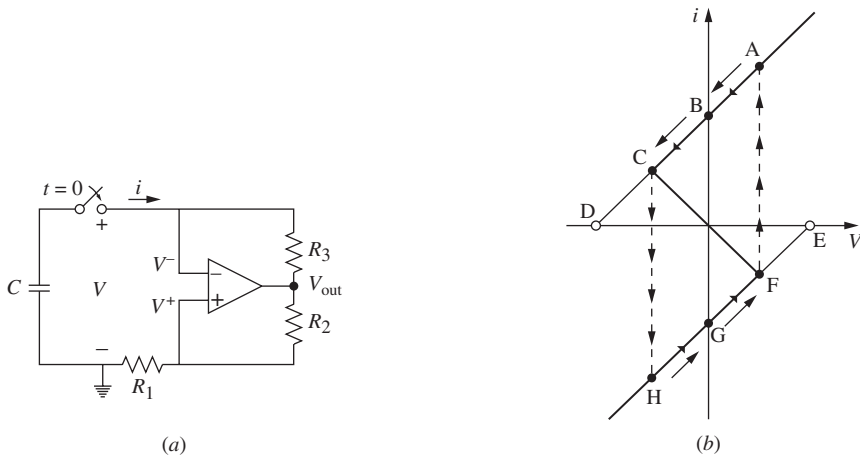 t = 0
i
+
C
V
V⁻
−
V⁺
+
R₃
V_out
R₂
−
R₁
(a)
i
A
B
C
D
E
V
F
G
H
(b)